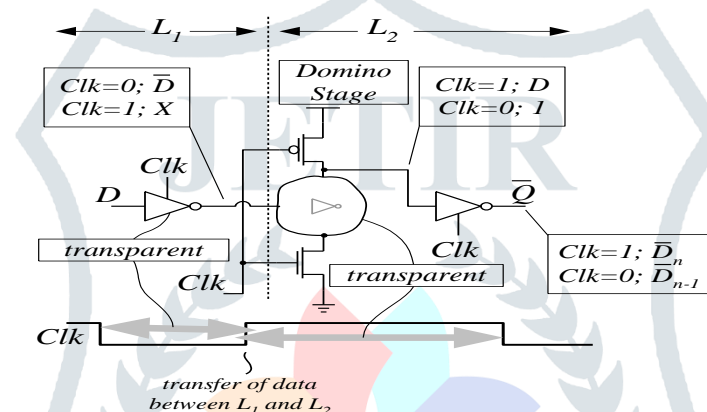 L₁
L₂
Clk=0; D̅
Clk=1; X
Domino
Stage
Clk=1; D
Clk=0; 1
JETIR
Clk
D
Q̅
Clk
transparent
Clk
transparent
Clk=1; D̅ₙ
Clk=0; D̅ₙ₋₁
Clk
transfer of data
between L₁ and L₂